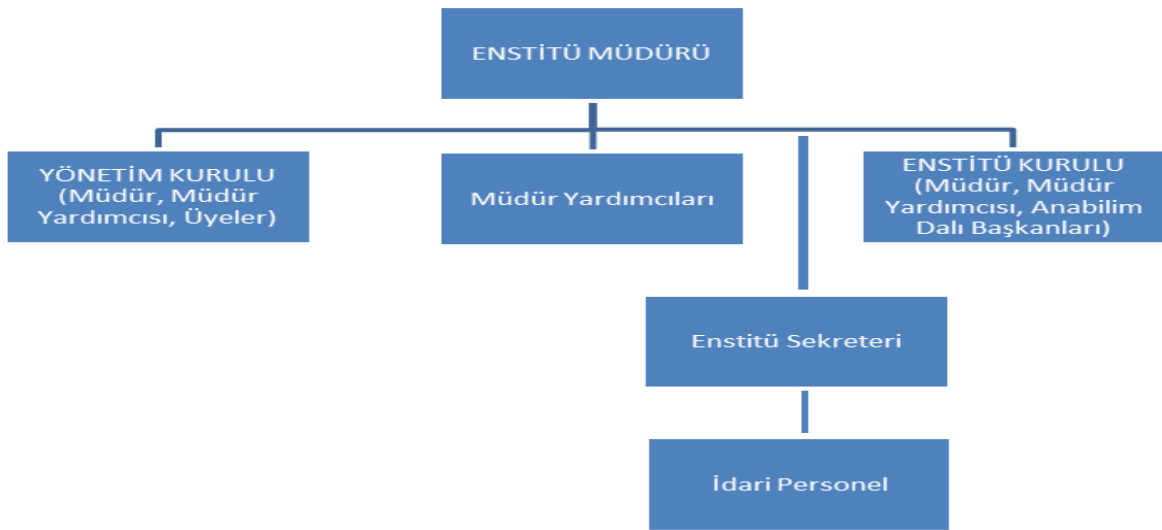 ENSTİTÜ MÜDÜRÜ
YÖNETİM KURULU
(Müdür, Müdür
Yardımcısı, Üyeler)
Müdür Yardımcıları
ENSTİTÜ KURULU
(Müdür, Müdür
Yardımcısı, Anabilim
Dalı Başkanları)
Enstitü Sekreteri
İdari Personel